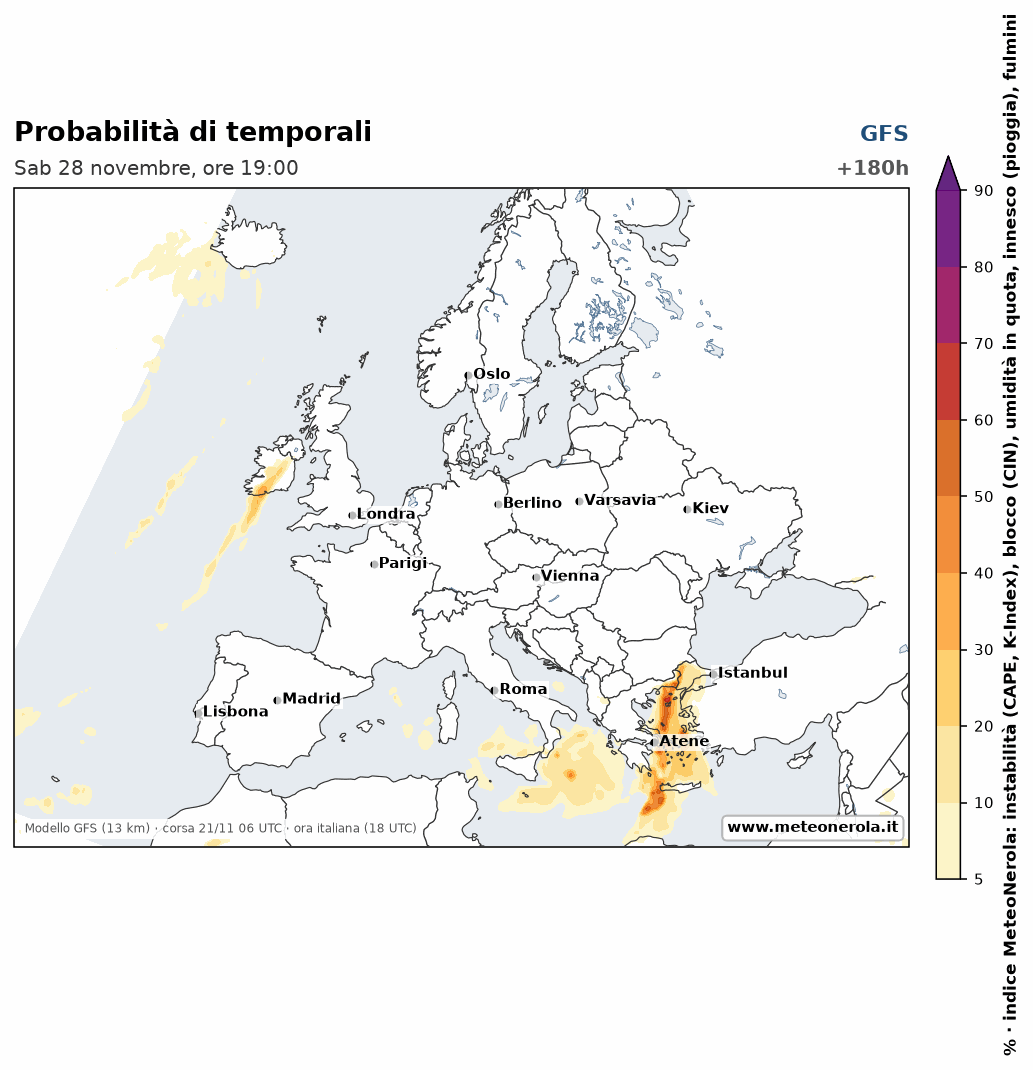 Probabilità di temporali
GFS
Sab 28 novembre, ore 19:00
+180h
90
80
70
60
50
40
30
20
10
5
% · indice MeteoNerola: instabilità (CAPE, K-Index), blocco (CIN), umidità in quota, innesco (pioggia), fulmini
Oslo
Berlino
Varsavia
Kiev
Londra
Parigi
Vienna
Istanbul
Roma
Madrid
Lisbona
Atene
Modello GFS (13 km) · corsa 21/11 06 UTC · ora italiana (18 UTC)
www.meteonerola.it